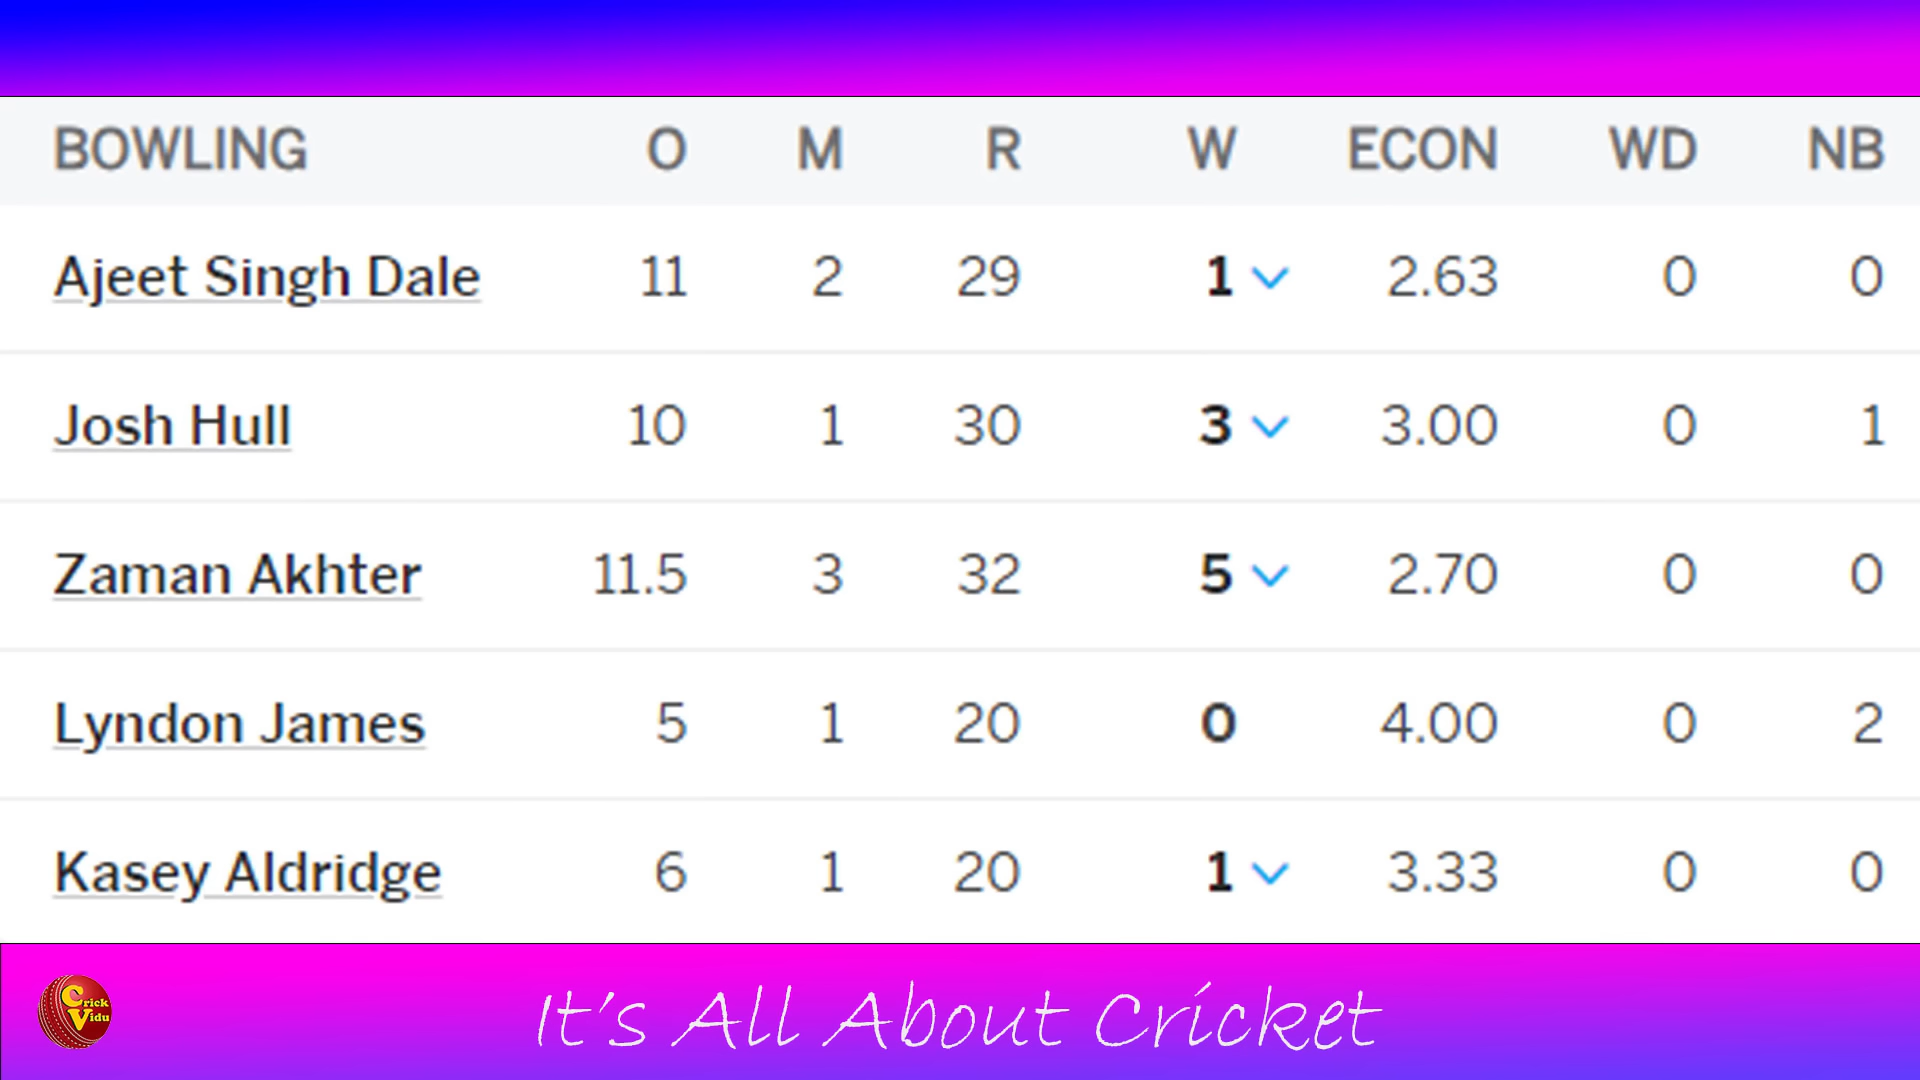 BOWLING O M R W ECON WD NB
Ajeet Singh Dale 11 2 29 1 2.63 0 0
Josh Hull 10 1 30 3 3.00 0 1
Zaman Akhter 11.5 3 32 5 2.70 0 0
Lyndon James 5 1 20 0 4.00 0 2
Kasey Aldridge 6 1 20 1 3.33 0 0
Crick
Vidu
It's All About Cricket